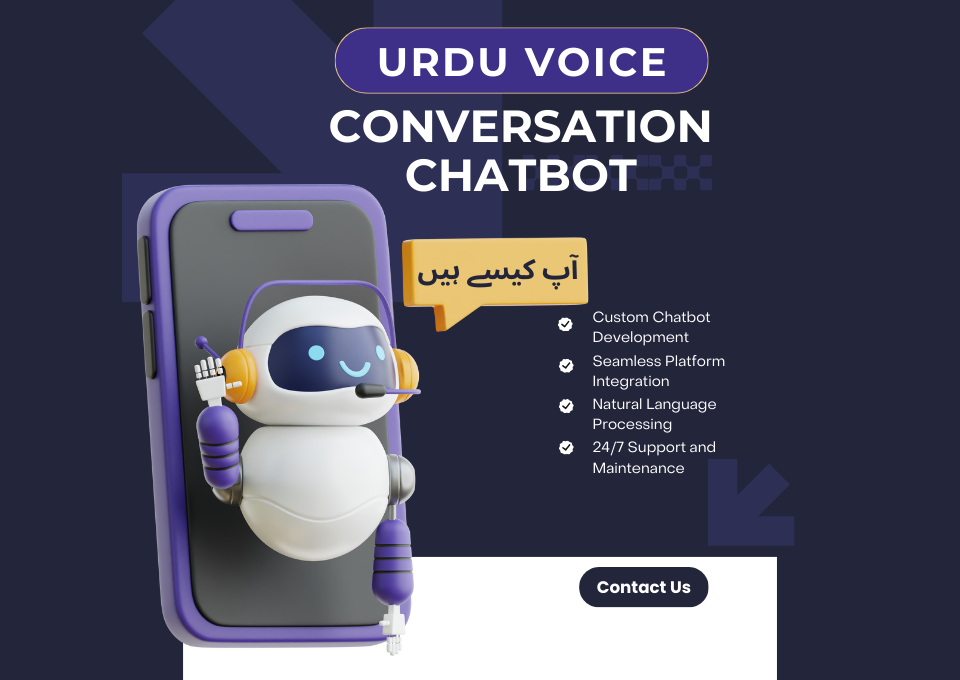 URDU VOICE
CONVERSATION
CHATBOT
آپ کیسے ہیں
Custom Chatbot
Development
Seamless Platform
Integration
Natural Language
Processing
24/7 Support and
Maintenance
Contact Us